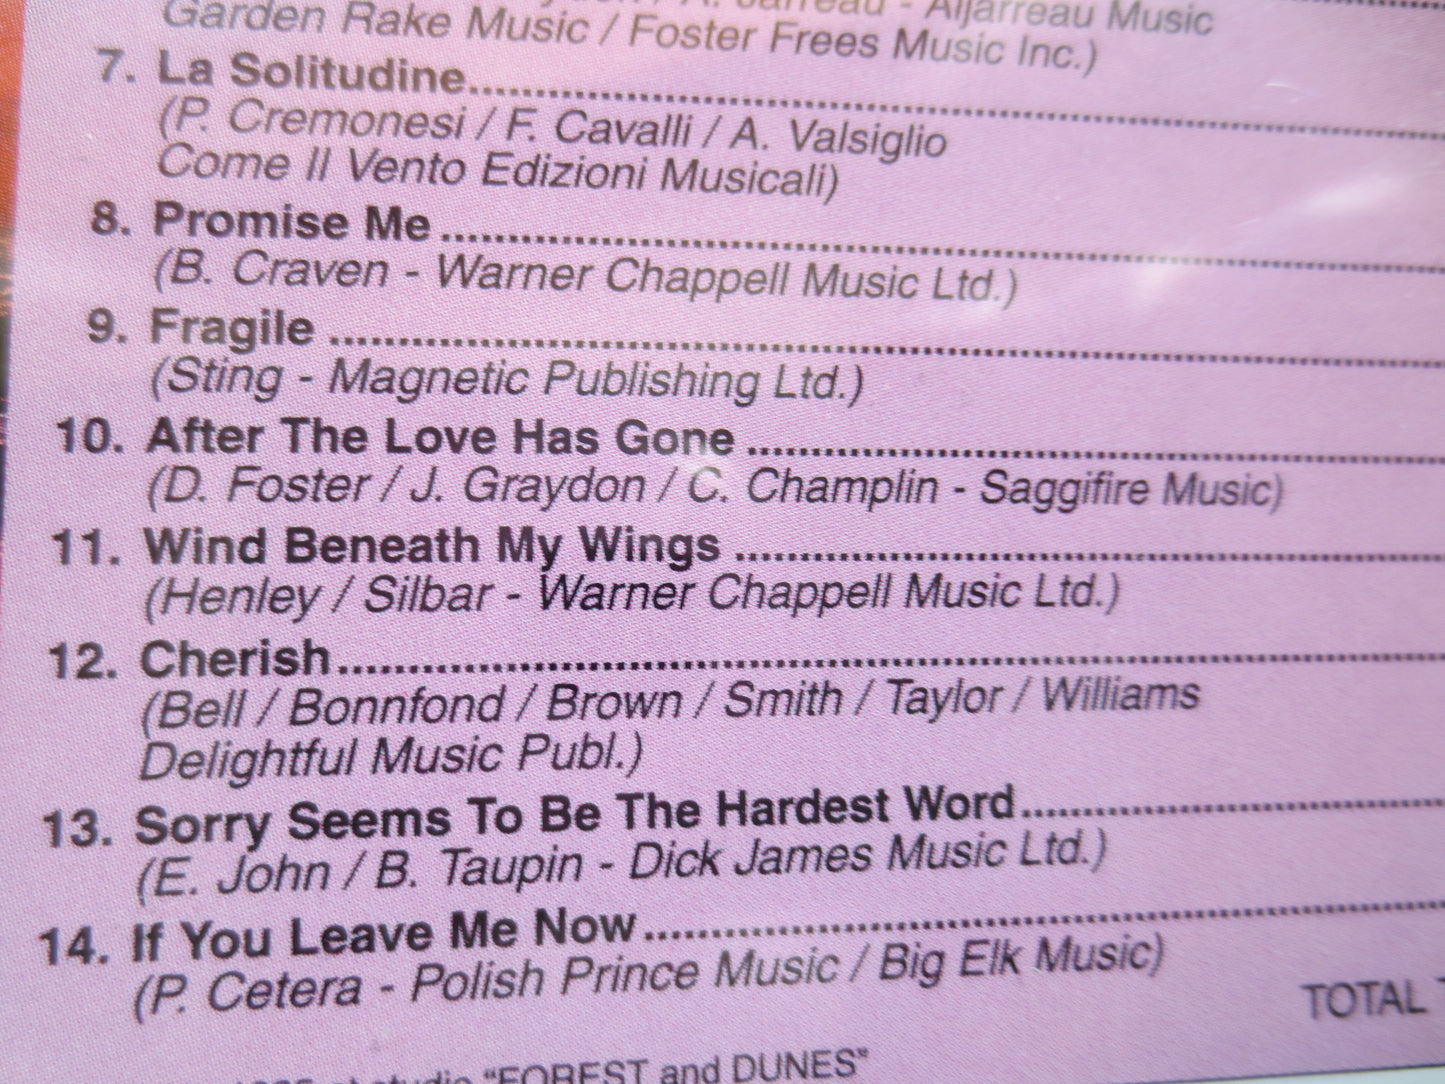 A. Jarreau - Aljarreau Music
Garden Rake Music / Foster Frees Music Inc.)
7. La Solitudine
(P. Cremonesi / F. Cavalli / A. Valsiglio
Come Il Vento Edizioni Musicali)
8. Promise Me
(B. Craven - Warner Chappell Music Ltd.)
9. Fragile
(Sting - Magnetic Publishing Ltd.)
10. After The Love Has Gone
(D. Foster / J. Graydon / C. Champlin - Saggifire Music)
11. Wind Beneath My Wings
(Henley / Silbar - Warner Chappell Music Ltd.)
12. Cherish
(Bell / Bonnfond / Brown / Smith / Taylor / Williams
Delightful Music Publ.)
13. Sorry Seems To Be The Hardest Word
(E. John / B. Taupin - Dick James Music Ltd.)
14. If You Leave Me Now
(P. Cetera - Polish Prince Music / Big Elk Music)
TOTAL
studio "FOREST and DUNES"